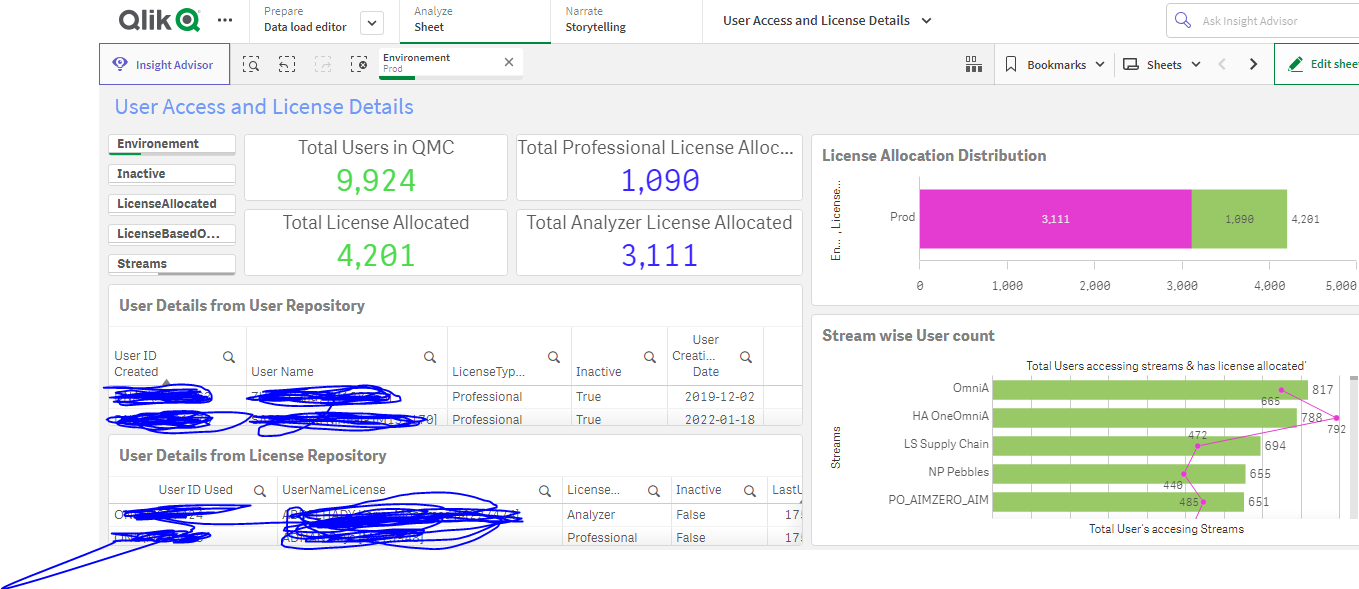 Qlik
Prepare
Data load editor
Analyze
Sheet
Narrate
Storytelling
User Access and License Details
Ask Insight Advisor
Insight Advisor
Environement
Prod
Bookmarks
Sheets
Edit sheet
User Access and License Details
Environement
Inactive
LicenseAllocated
LicenseBasedO...
Streams
Total Users in QMC
9,924
Total Professional License Alloc...
1,090
Total License Allocated
4,201
Total Analyzer License Allocated
3,111
License Allocation Distribution
En... , License...
Prod
3,111
1,090
4,201
0 1,000 2,000 3,000 4,000 5,000
User Details from User Repository
User ID Created
User Name
LicenseTyp...
Inactive
User Creati... Date
Professional True 2019-12-02
Professional True 2022-01-18
User Details from License Repository
User ID Used UserNameLicense License... Inactive LastU
Analyzer False 175
Professional False 175
Stream wise User count
Total Users accessing streams & has license allocated'
Streams
OmniA 817
665
HA OneOmniA 788
792
LS Supply Chain 472 694
NP Pebbles 655
440
PO_AIMZERO_AIM 485 651
Total User's accesing Streams